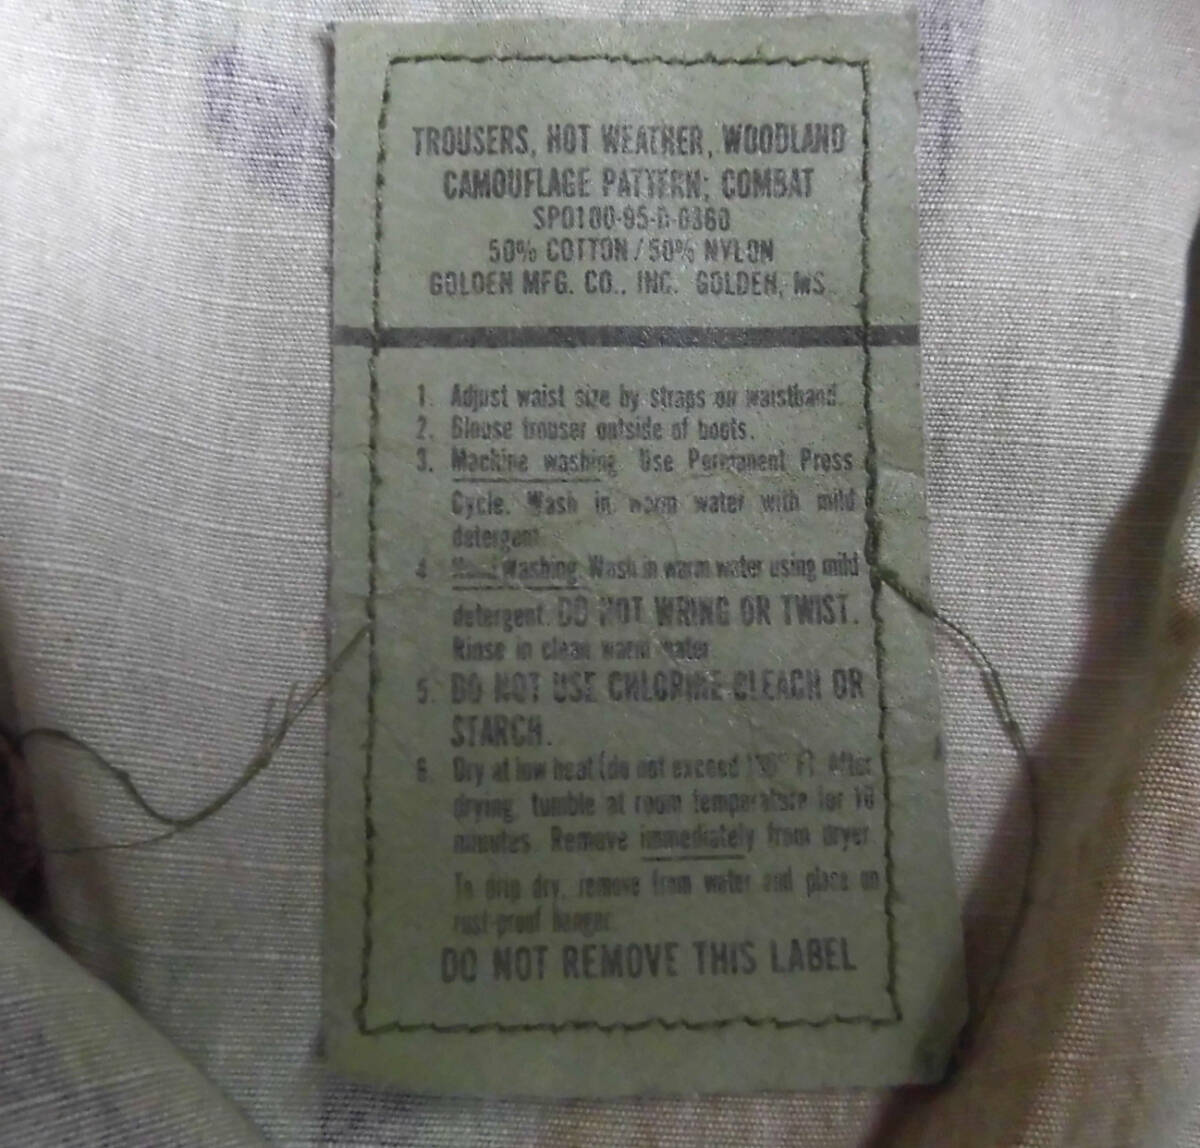 TROUSERS, HOT WEATHER, WOODLAND
CAMOUFLAGE PATTERN; COMBAT
SPO100-95-D-0360
50% COTTON / 50% NYLON
GOLDEN MFG. CO., INC. GOLDEN, MS.
1. Adjust waist size by straps on waistband.
2. Blouse trouser outside of boots.
3. Machine washing. Use Permanent Press
Cycle. Wash in warm water with mild
detergent.
4. Hand washing. Wash in warm water using mild
detergent. DO NOT WRING OR TWIST.
Rinse in clean warm water.
5. DO NOT USE CHLORINE BLEACH OR
STARCH.
6. Dry at low heat (do not exceed F). After
drying, tumble at room temperature for 10
minutes. Remove immediately from dryer.
To drip dry, remove from water and place on
rust-proof hanger.
DO NOT REMOVE THIS LABEL